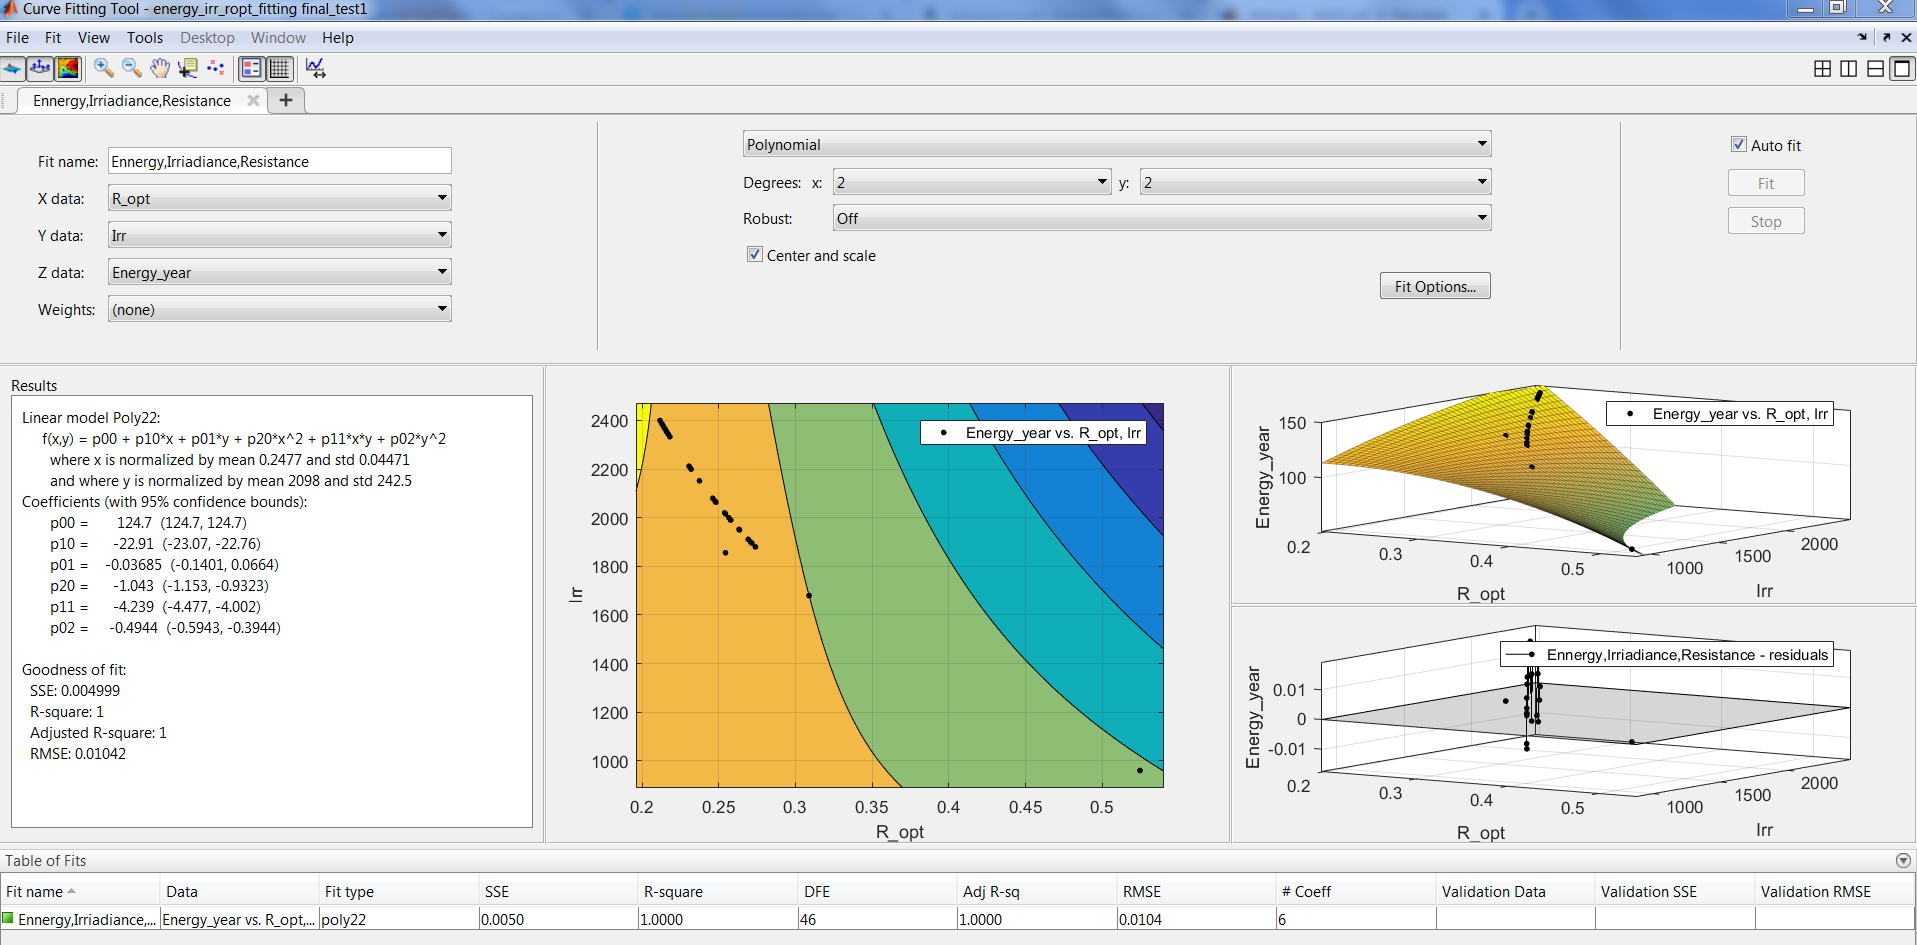 Curve Fitting Tool - energy_irr_ropt_fitting final_test1
File Fit View Tools Desktop Window Help
Ennergy,Irriadiance,Resistance
Fit name: Ennergy,Irriadiance,Resistance
X data: R_opt
Y data: Irr
Z data: Energy_year
Weights: (none)
Polynomial
Degrees: x: 2 y: 2
Robust: Off
Center and scale
Fit Options...
Auto fit
Fit
Stop
Results
Linear model Poly22:
f(x,y) = p00 + p10*x + p01*y + p20*x^2 + p11*x*y + p02*y^2
where x is normalized by mean 0.2477 and std 0.04471
and where y is normalized by mean 2098 and std 242.5
Coefficients (with 95% confidence bounds):
p00 = 124.7 (124.7, 124.7)
p10 = -22.91 (-23.07, -22.76)
p01 = -0.03685 (-0.1401, 0.0664)
p20 = -1.043 (-1.153, -0.9323)
p11 = -4.239 (-4.477, -4.002)
p02 = -0.4944 (-0.5943, -0.3944)
Goodness of fit:
SSE: 0.004999
R-square: 1
Adjusted R-square: 1
RMSE: 0.01042
Energy_year vs. R_opt, Irr
2400
2200
2000
1800
1600
1400
1200
1000
Irr
0.2 0.25 0.3 0.35 0.4 0.45 0.5
R_opt
Energy_year vs. R_opt, Irr
150
100
Energy_year
0.2 0.3 0.4 0.5
R_opt
1000 1500 2000
Irr
Ennergy,Irriadiance,Resistance - residuals
0.01
0
-0.01
Energy_year
0.2 0.3 0.4 0.5
R_opt
1000 1500 2000
Irr
Table of Fits
Fit name Data Fit type SSE R-square DFE Adj R-sq RMSE # Coeff Validation Data Validation SSE Validation RMSE
Ennergy,Irriadiance,... Energy_year vs. R_opt,... poly22 0.0050 1.0000 46 1.0000 0.0104 6